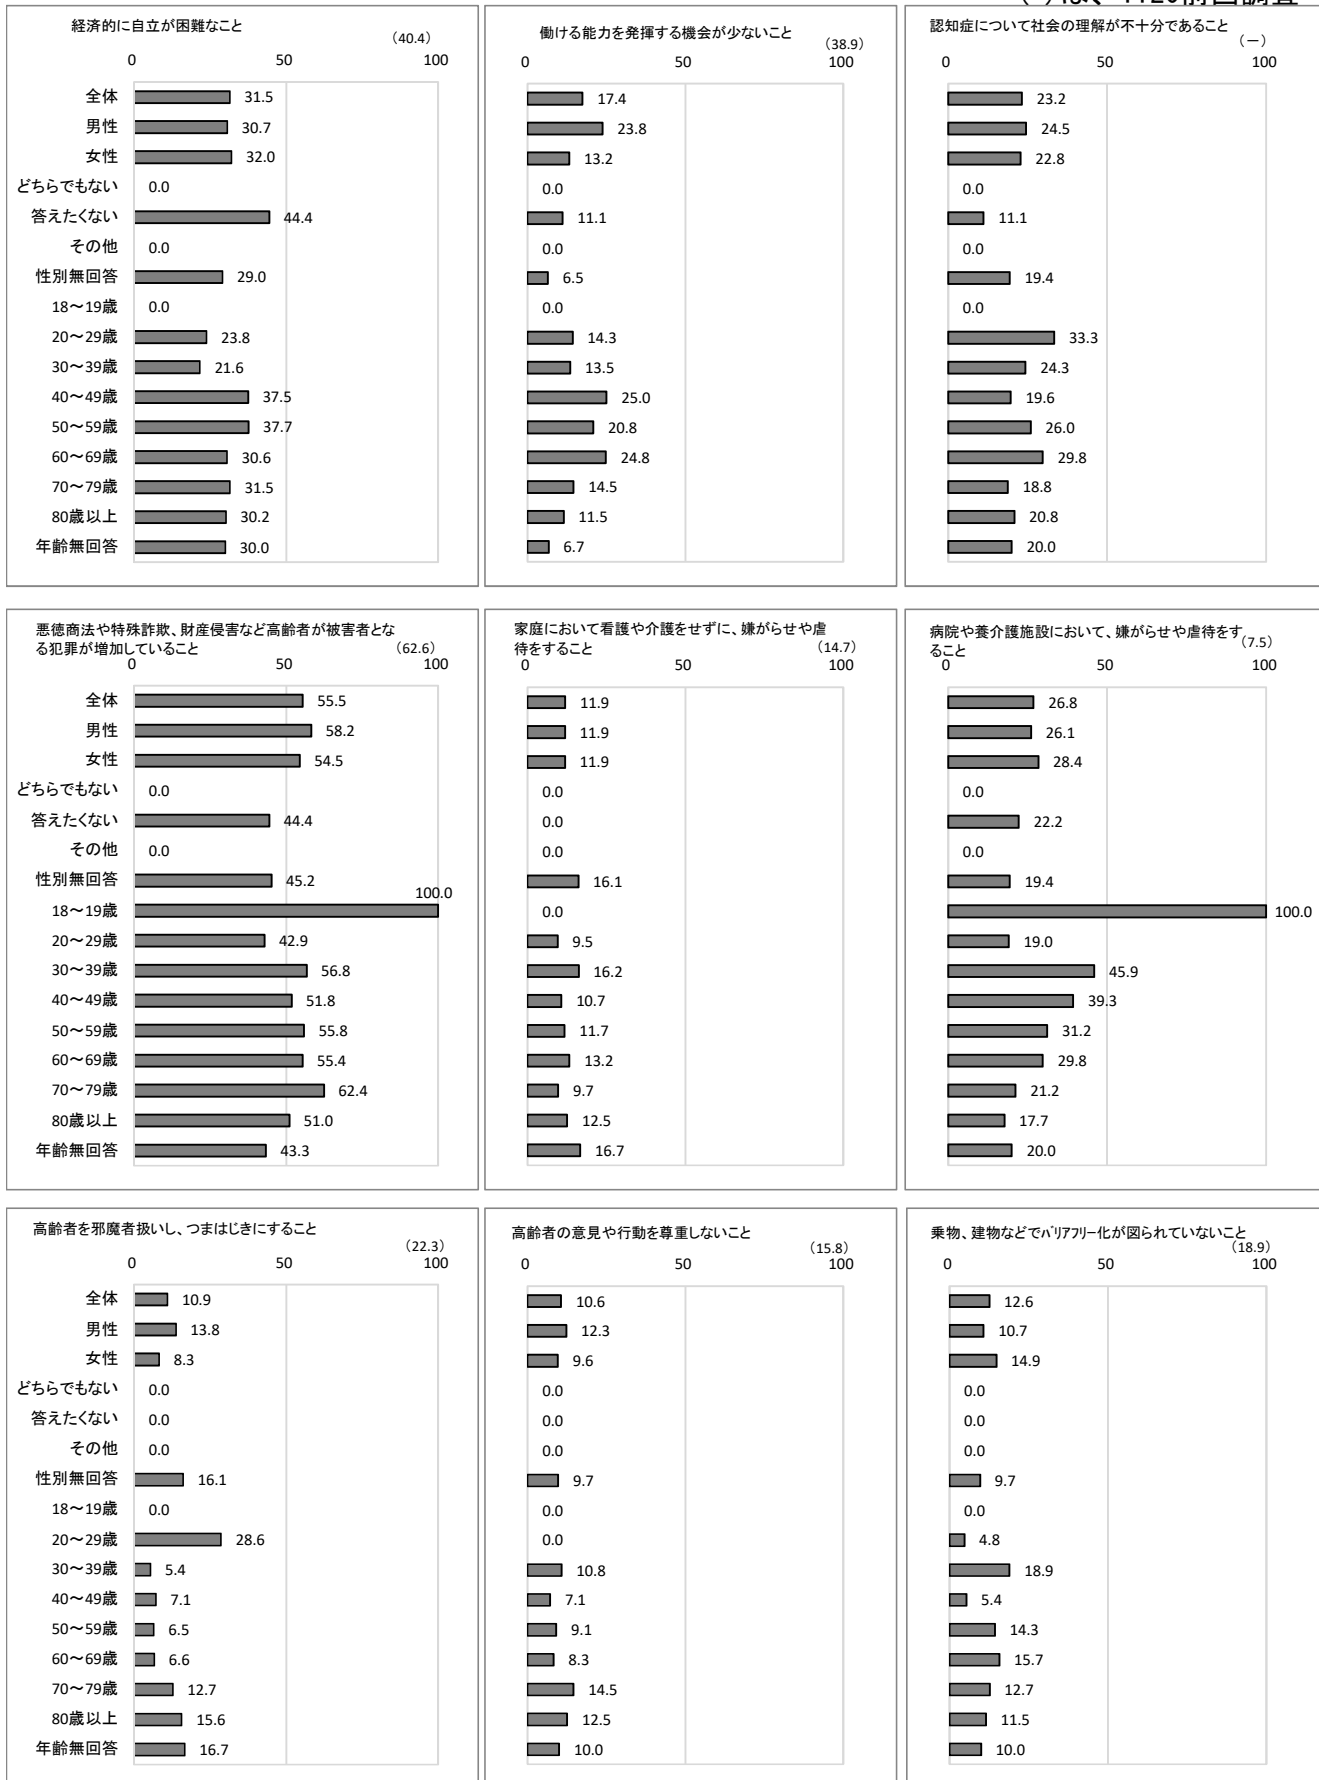 経済的に自立が困難なこと
(40.4)
0 50 100
全体 31.5
男性 30.7
女性 32.0
どちらでもない 0.0
答えたくない 44.4
その他 0.0
性別無回答 29.0
18～19歳 0.0
20～29歳 23.8
30～39歳 21.6
40～49歳 37.5
50～59歳 37.7
60～69歳 30.6
70～79歳 31.5
80歳以上 30.2
年齢無回答 30.0
働ける能力を発揮する機会が少ないこと
(38.9)
0 50 100
17.4
23.8
13.2
0.0
11.1
0.0
6.5
0.0
14.3
13.5
25.0
20.8
24.8
14.5
11.5
6.7
認知症について社会の理解が不十分であること
(－)
0 50 100
23.2
24.5
22.8
0.0
11.1
0.0
19.4
0.0
33.3
24.3
19.6
26.0
29.8
18.8
20.8
20.0
悪徳商法や特殊詐欺、財産侵害など高齢者が被害者とな
る犯罪が増加していること (62.6)
0 50 100
全体 55.5
男性 58.2
女性 54.5
どちらでもない 0.0
答えたくない 44.4
その他 0.0
性別無回答 45.2
18～19歳 100.0
20～29歳 42.9
30～39歳 56.8
40～49歳 51.8
50～59歳 55.8
60～69歳 55.4
70～79歳 62.4
80歳以上 51.0
年齢無回答 43.3
家庭において看護や介護をせずに、嫌がらせや虐
待をすること (14.7)
0 50 100
11.9
11.9
11.9
0.0
0.0
0.0
16.1
0.0
9.5
16.2
10.7
11.7
13.2
9.7
12.5
16.7
病院や養介護施設において、嫌がらせや虐待をす
ること (7.5)
0 50 100
26.8
26.1
28.4
0.0
22.2
0.0
19.4
100.0
19.0
45.9
39.3
31.2
29.8
21.2
17.7
20.0
高齢者を邪魔者扱いし、つまはじきにすること
(22.3)
0 50 100
全体 10.9
男性 13.8
女性 8.3
どちらでもない 0.0
答えたくない 0.0
その他 0.0
性別無回答 16.1
18～19歳 0.0
20～29歳 28.6
30～39歳 5.4
40～49歳 7.1
50～59歳 6.5
60～69歳 6.6
70～79歳 12.7
80歳以上 15.6
年齢無回答 16.7
高齢者の意見や行動を尊重しないこと
(15.8)
0 50 100
10.6
12.3
9.6
0.0
0.0
0.0
9.7
0.0
0.0
10.8
7.1
9.1
8.3
14.5
12.5
10.0
乗物、建物などでバリアフリー化が図られていないこと
(18.9)
0 50 100
12.6
10.7
14.9
0.0
0.0
0.0
9.7
0.0
4.8
18.9
5.4
14.3
15.7
12.7
11.5
10.0